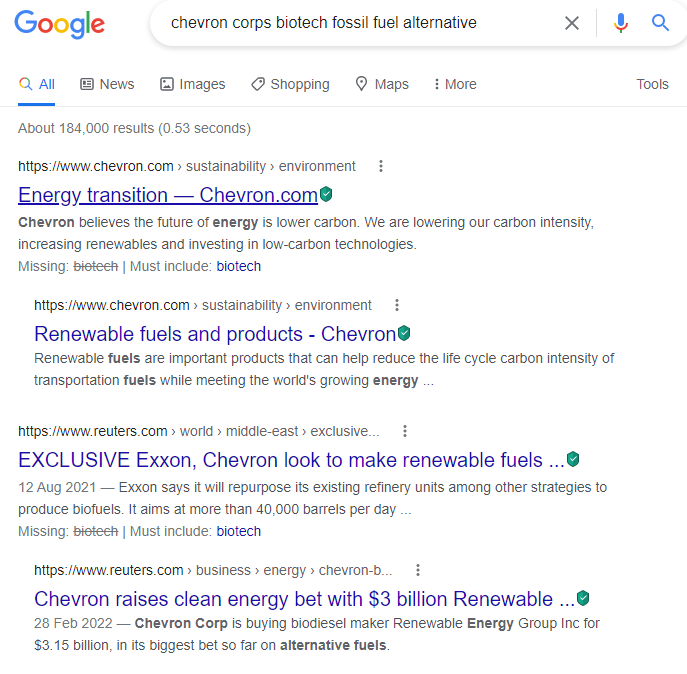 Google
chevron corps biotech fossil fuel alternative
All News Images Shopping Maps More Tools
About 184,000 results (0.53 seconds)
https://www.chevron.com › sustainability › environment
Energy transition — Chevron.com
Chevron believes the future of energy is lower carbon. We are lowering our carbon intensity,
increasing renewables and investing in low-carbon technologies.
Missing: biotech | Must include: biotech
https://www.chevron.com › sustainability › environment
Renewable fuels and products - Chevron
Renewable fuels are important products that can help reduce the life cycle carbon intensity of
transportation fuels while meeting the world's growing energy ...
https://www.reuters.com › world › middle-east › exclusive...
EXCLUSIVE Exxon, Chevron look to make renewable fuels ...
12 Aug 2021 — Exxon says it will repurpose its existing refinery units among other strategies to
produce biofuels. It aims at more than 40,000 barrels per day ...
Missing: biotech | Must include: biotech
https://www.reuters.com › business › energy › chevron-b...
Chevron raises clean energy bet with $3 billion Renewable ...
28 Feb 2022 — Chevron Corp is buying biodiesel maker Renewable Energy Group Inc for
$3.15 billion, in its biggest bet so far on alternative fuels.